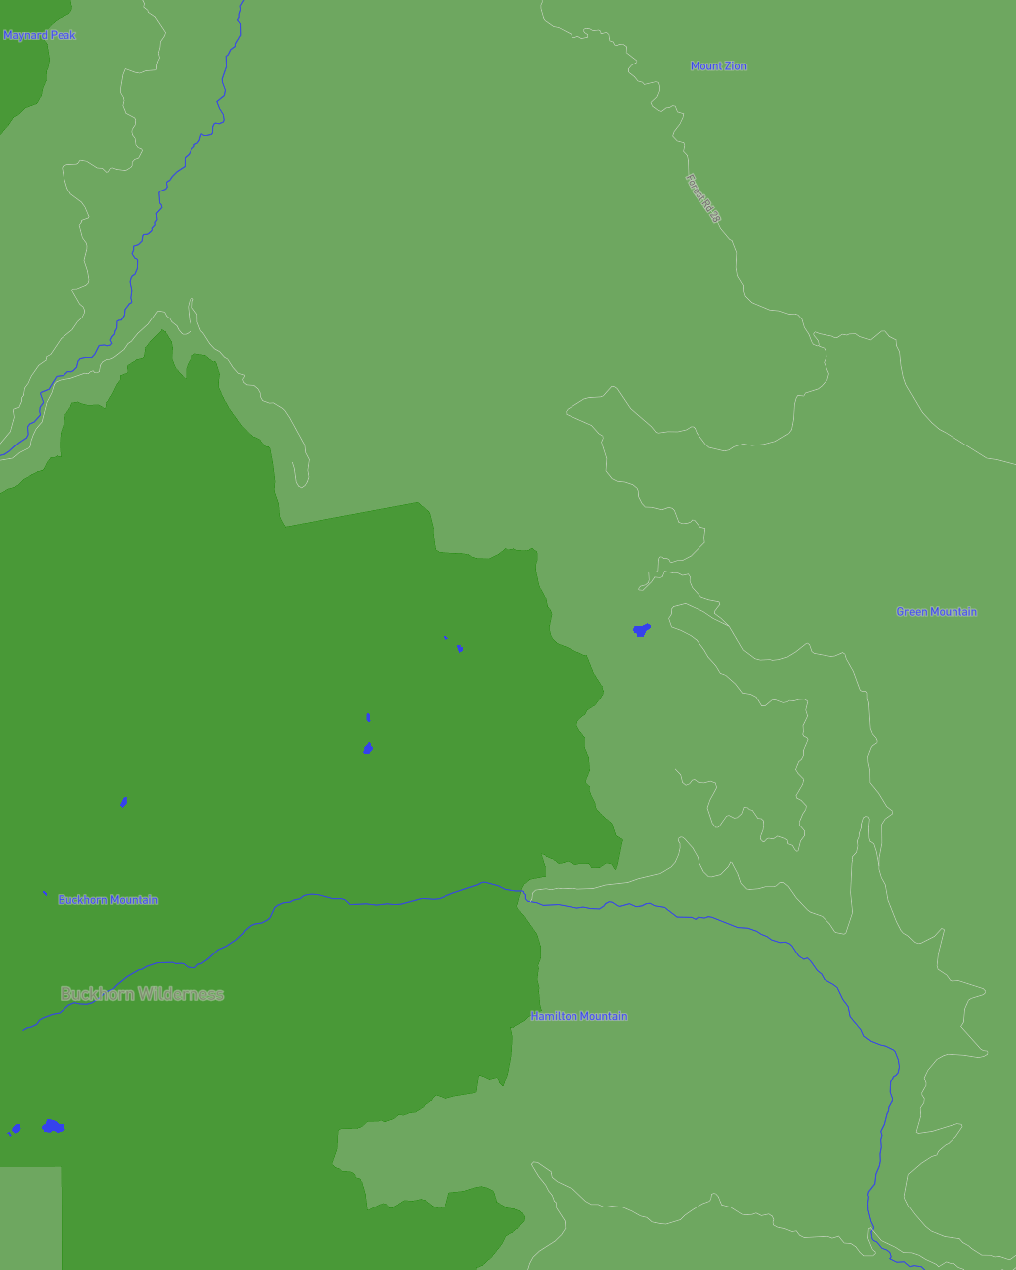 Maynard Peak
Mount Zion
Forest Rd 28
Green Mountain
Buckhorn Mountain
Buckhorn Wilderness
Hamilton Mountain